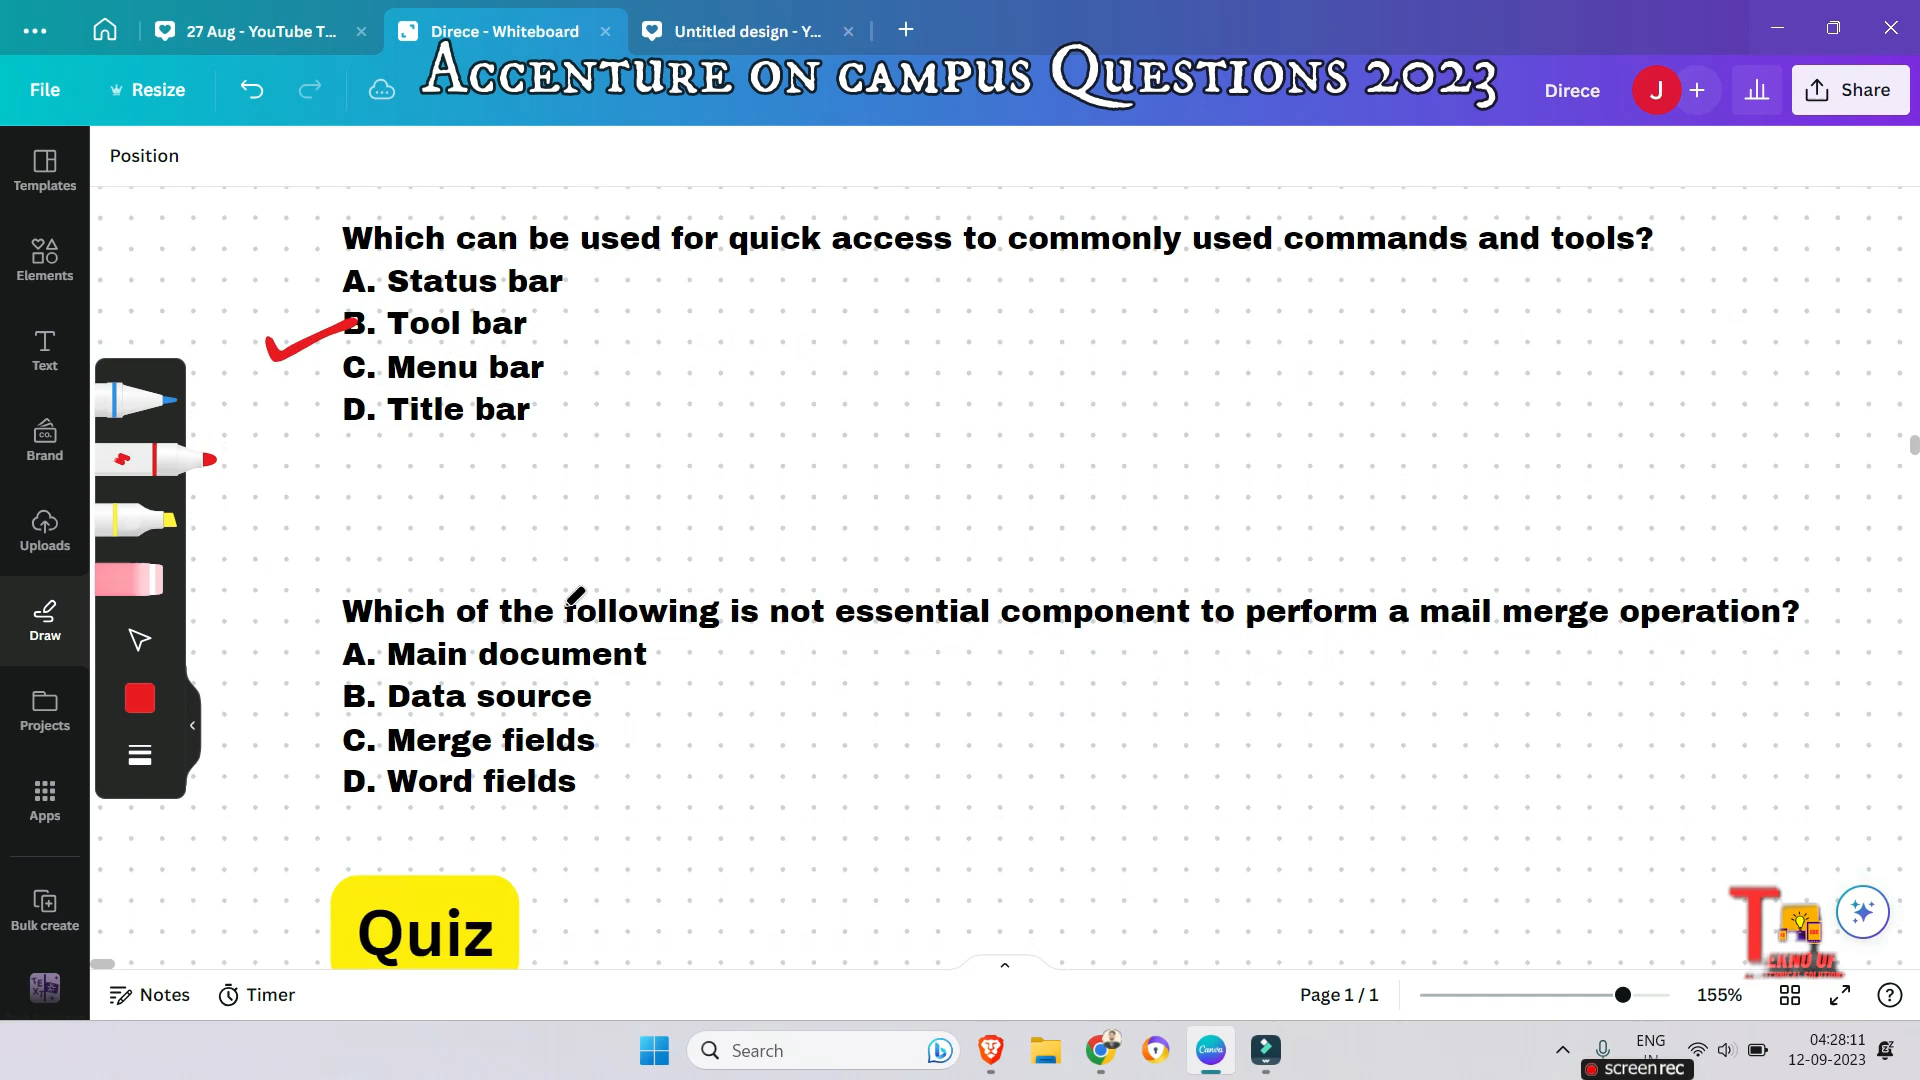 27 Aug - YouTube T...
Direce - Whiteboard
Untitled design - Y...
File
Resize
Accenture on campus Questions 2023
Direce
J
Share
Position
Templates
Elements
Text
Brand
CO.
Uploads
Draw
Projects
Apps
Bulk create
Which can be used for quick access to commonly used commands and tools?
A. Status bar
B. Tool bar
C. Menu bar
D. Title bar
Which of the following is not essential component to perform a mail merge operation?
A. Main document
B. Data source
C. Merge fields
D. Word fields
Quiz
Notes
Timer
Page 1 / 1
155%
Search
Canva
ENG
04:28:11
12-09-2023
screenrec